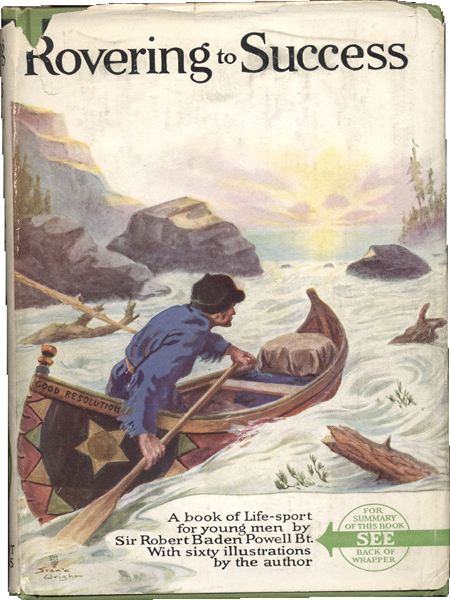 Rovering to Success
GOOD RESOLUTION
A book of Life-sport
for young men by
Sir Robert Baden Powell Bt.
With sixty illustrations
by the author
FOR
SUMMARY
OF THIS BOOK
SEE
BACK OF
WRAPPER